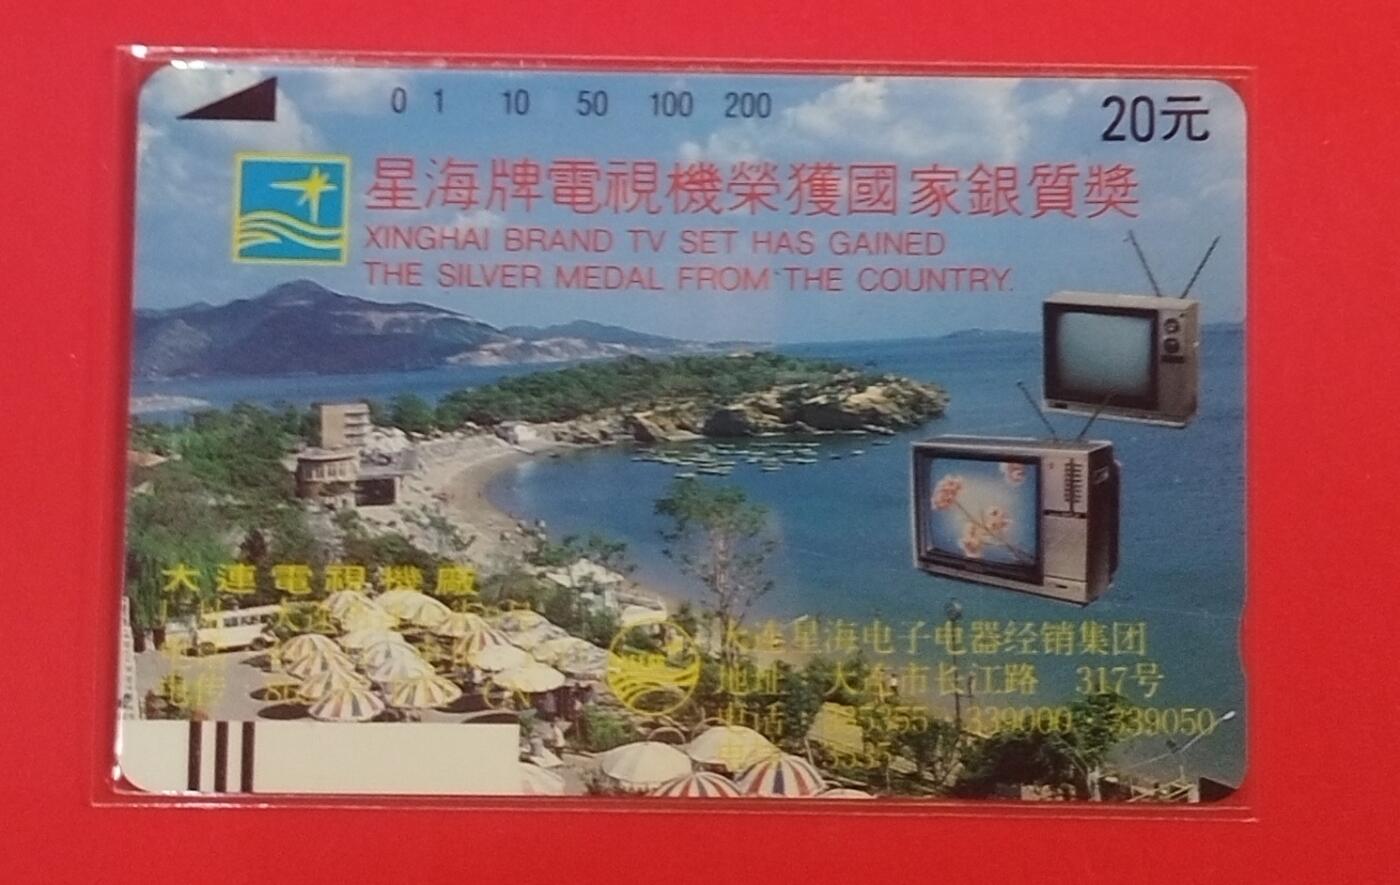 0 1 10 50 100 200
20元
星海牌電視機榮獲國家銀質獎
XINGHAI BRAND TV SET HAS GAINED
THE SILVER MEDAL FROM THE COUNTRY.
大連電視機廠
大连星海电子电器经销集团
地址 大连市长江路 317号
电话 339000 339050